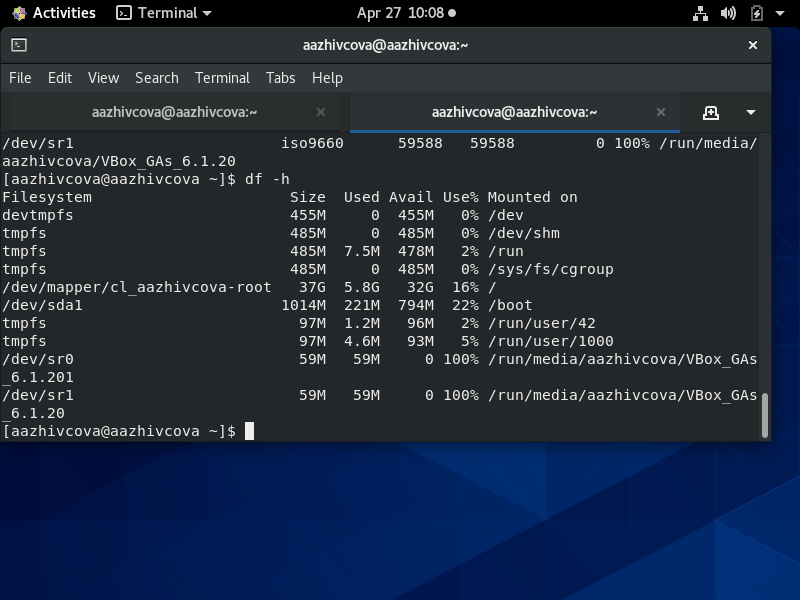 Activities Terminal Apr 27 10:08
aazhivcova@aazhivcova:~
File Edit View Search Terminal Tabs Help
aazhivcova@aazhivcova:~ aazhivcova@aazhivcova:~
/dev/sr1 iso9660 59588 59588 0 100% /run/media/
aazhivcova/VBox_GAs_6.1.20
[aazhivcova@aazhivcova ~]$ df -h
Filesystem Size Used Avail Use% Mounted on
devtmpfs 455M 0 455M 0% /dev
tmpfs 485M 0 485M 0% /dev/shm
tmpfs 485M 7.5M 478M 2% /run
tmpfs 485M 0 485M 0% /sys/fs/cgroup
/dev/mapper/cl_aazhivcova-root 37G 5.8G 32G 16% /
/dev/sda1 1014M 221M 794M 22% /boot
tmpfs 97M 1.2M 96M 2% /run/user/42
tmpfs 97M 4.6M 93M 5% /run/user/1000
/dev/sr0 59M 59M 0 100% /run/media/aazhivcova/VBox_GAs
_6.1.201
/dev/sr1 59M 59M 0 100% /run/media/aazhivcova/VBox_GAs
_6.1.20
[aazhivcova@aazhivcova ~]$